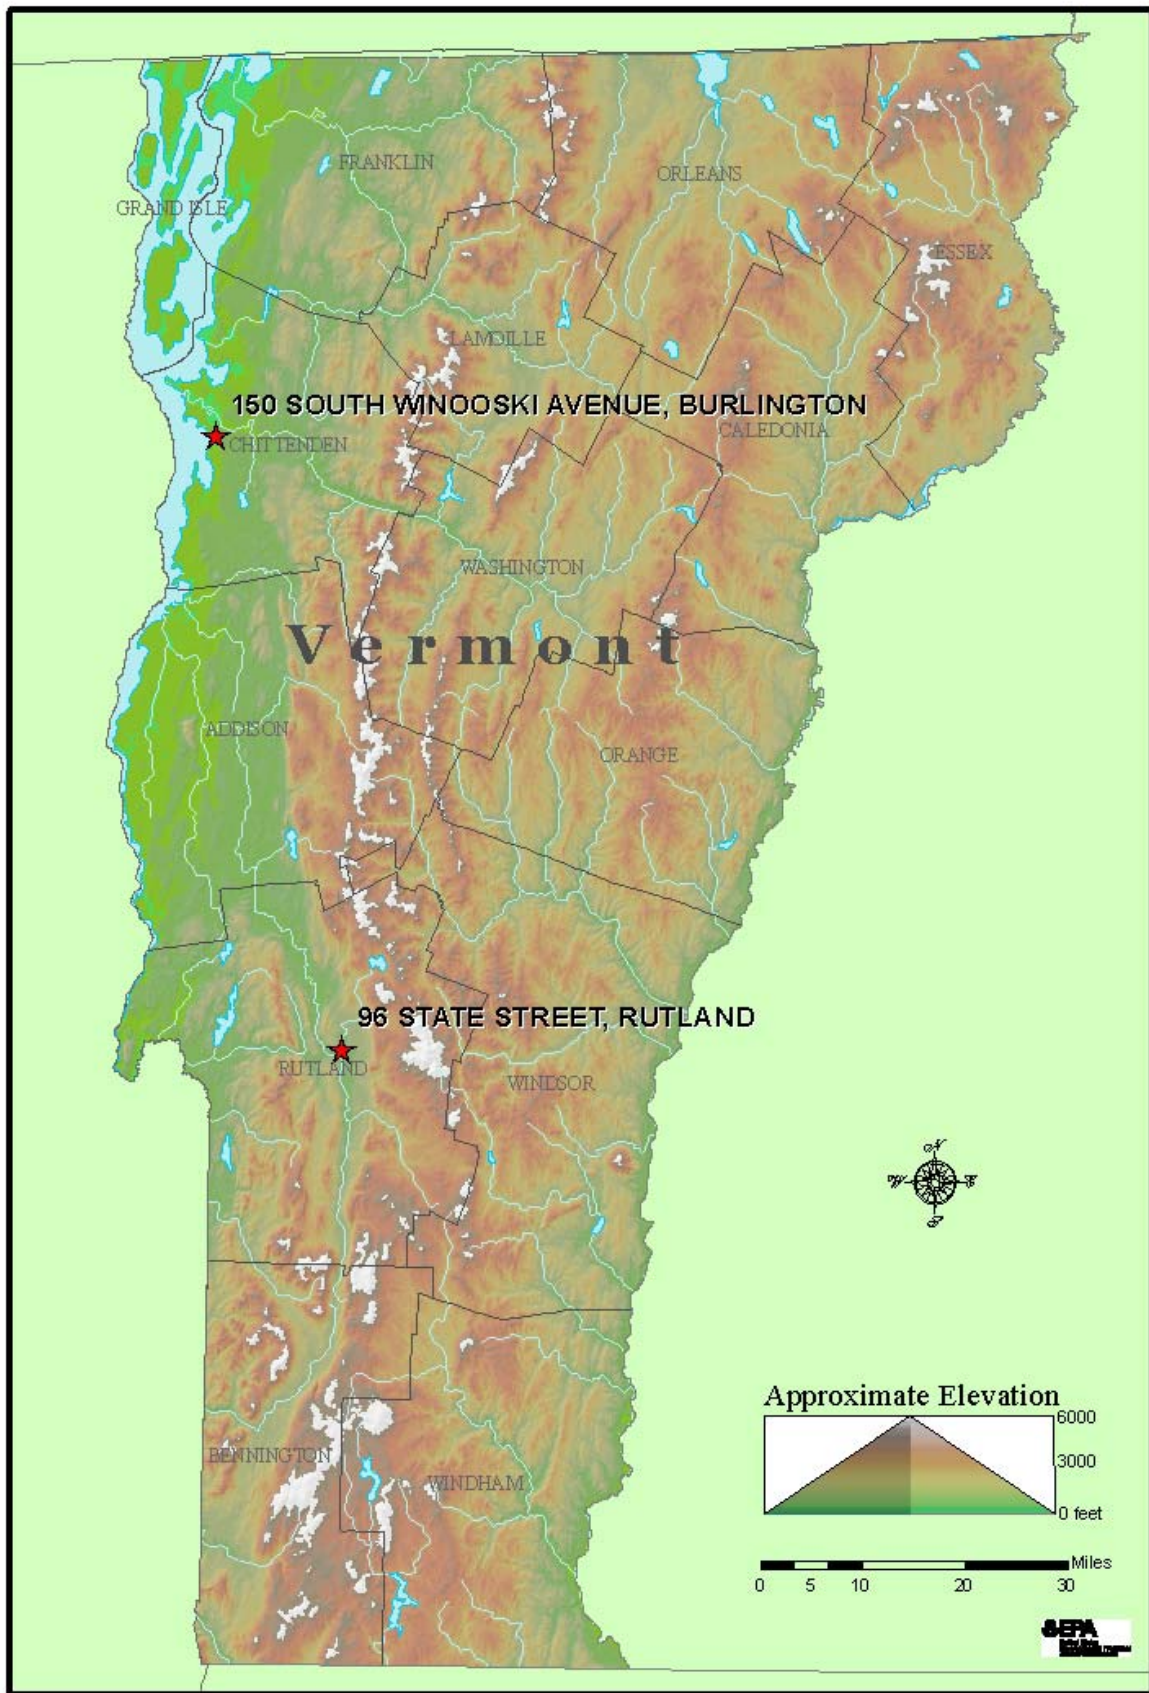 FRANKLIN
ORLEANS
GRAND ISLE
ESSEX
LAMOILLE
150 SOUTH WINOOSKI AVENUE, BURLINGTON
CALEDONIA
CHITTENDEN
WASHINGTON
Vermont
ADDISON
ORANGE
96 STATE STREET, RUTLAND
RUTLAND
WINDSOR
N
W E
S
Approximate Elevation
6000
3000
0 feet
BENNINGTON
WINDHAM
Miles
0 5 10 20 30
EPA